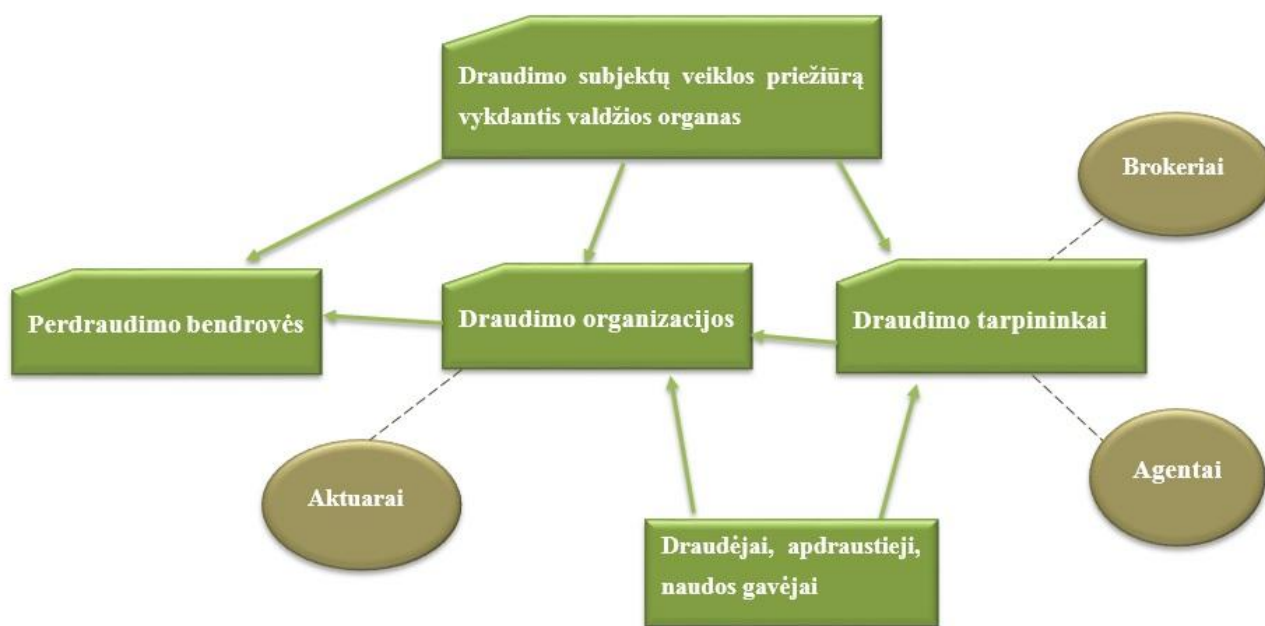 Draudimo subjektų veiklos priežiūrą
vykdantis valdžios organas
Brokeriai
Perdraudimo bendrovės
Draudimo organizacijos
Draudimo tarpininkai
Aktuarai
Agentai
Draudėjai, apdraustieji,
naudos gavėjai